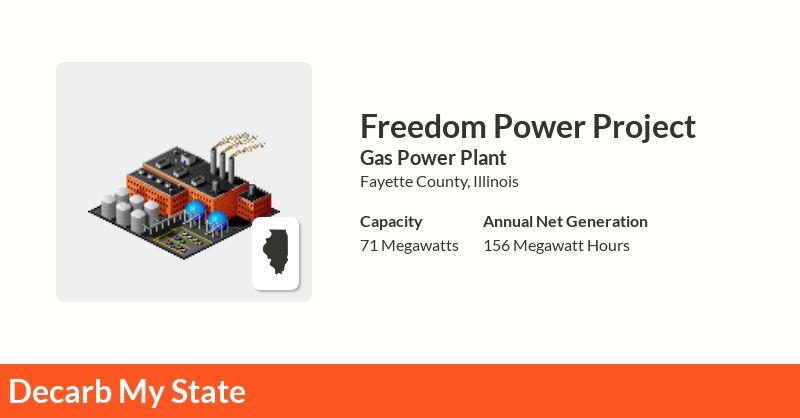 Freedom Power Project
Gas Power Plant
Fayette County, Illinois
Capacity
71 Megawatts
Annual Net Generation
156 Megawatt Hours
Decarb My State